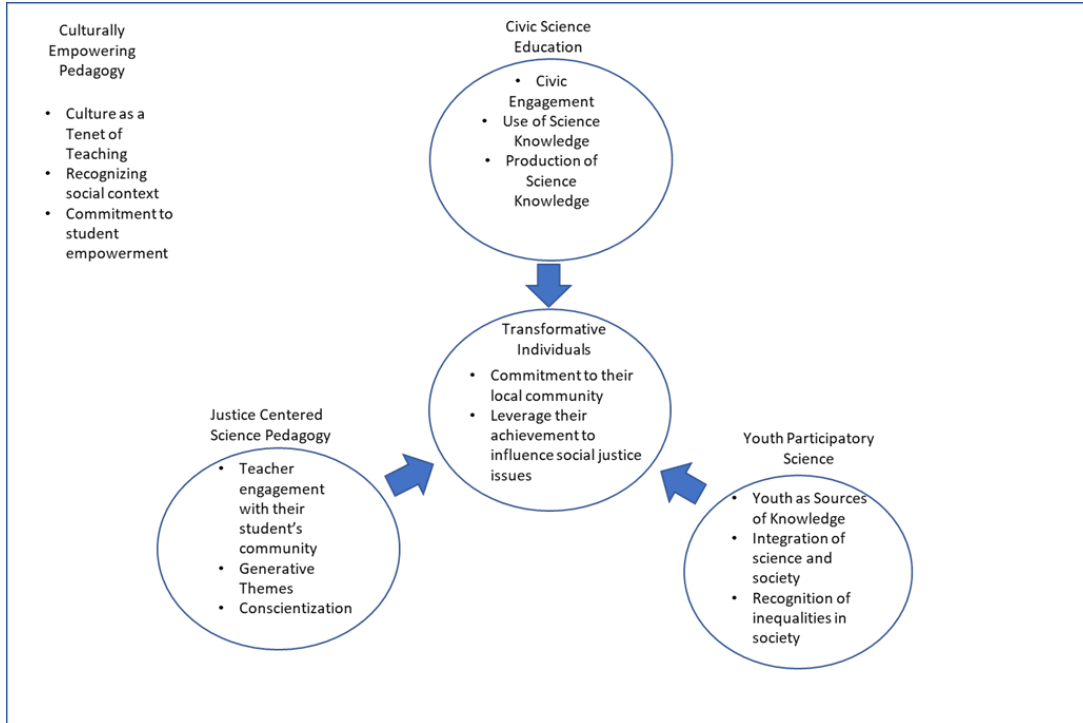 Culturally
Empowering
Pedagogy
• Culture as a
Tenet of
Teaching
• Recognizing
social context
• Commitment to
student
empowerment
Civic Science
Education
• Civic
Engagement
• Use of Science
Knowledge
• Production of
Science
Knowledge
Transformative
Individuals
• Commitment to their
local community
• Leverage their
achievement to
influence social justice
issues
Justice Centered
Science Pedagogy
• Teacher
engagement
with their
student’s
community
• Generative
Themes
• Conscientization
Youth Participatory
Science
• Youth as Sources
of Knowledge
• Integration of
science and
society
• Recognition of
inequalities in
society